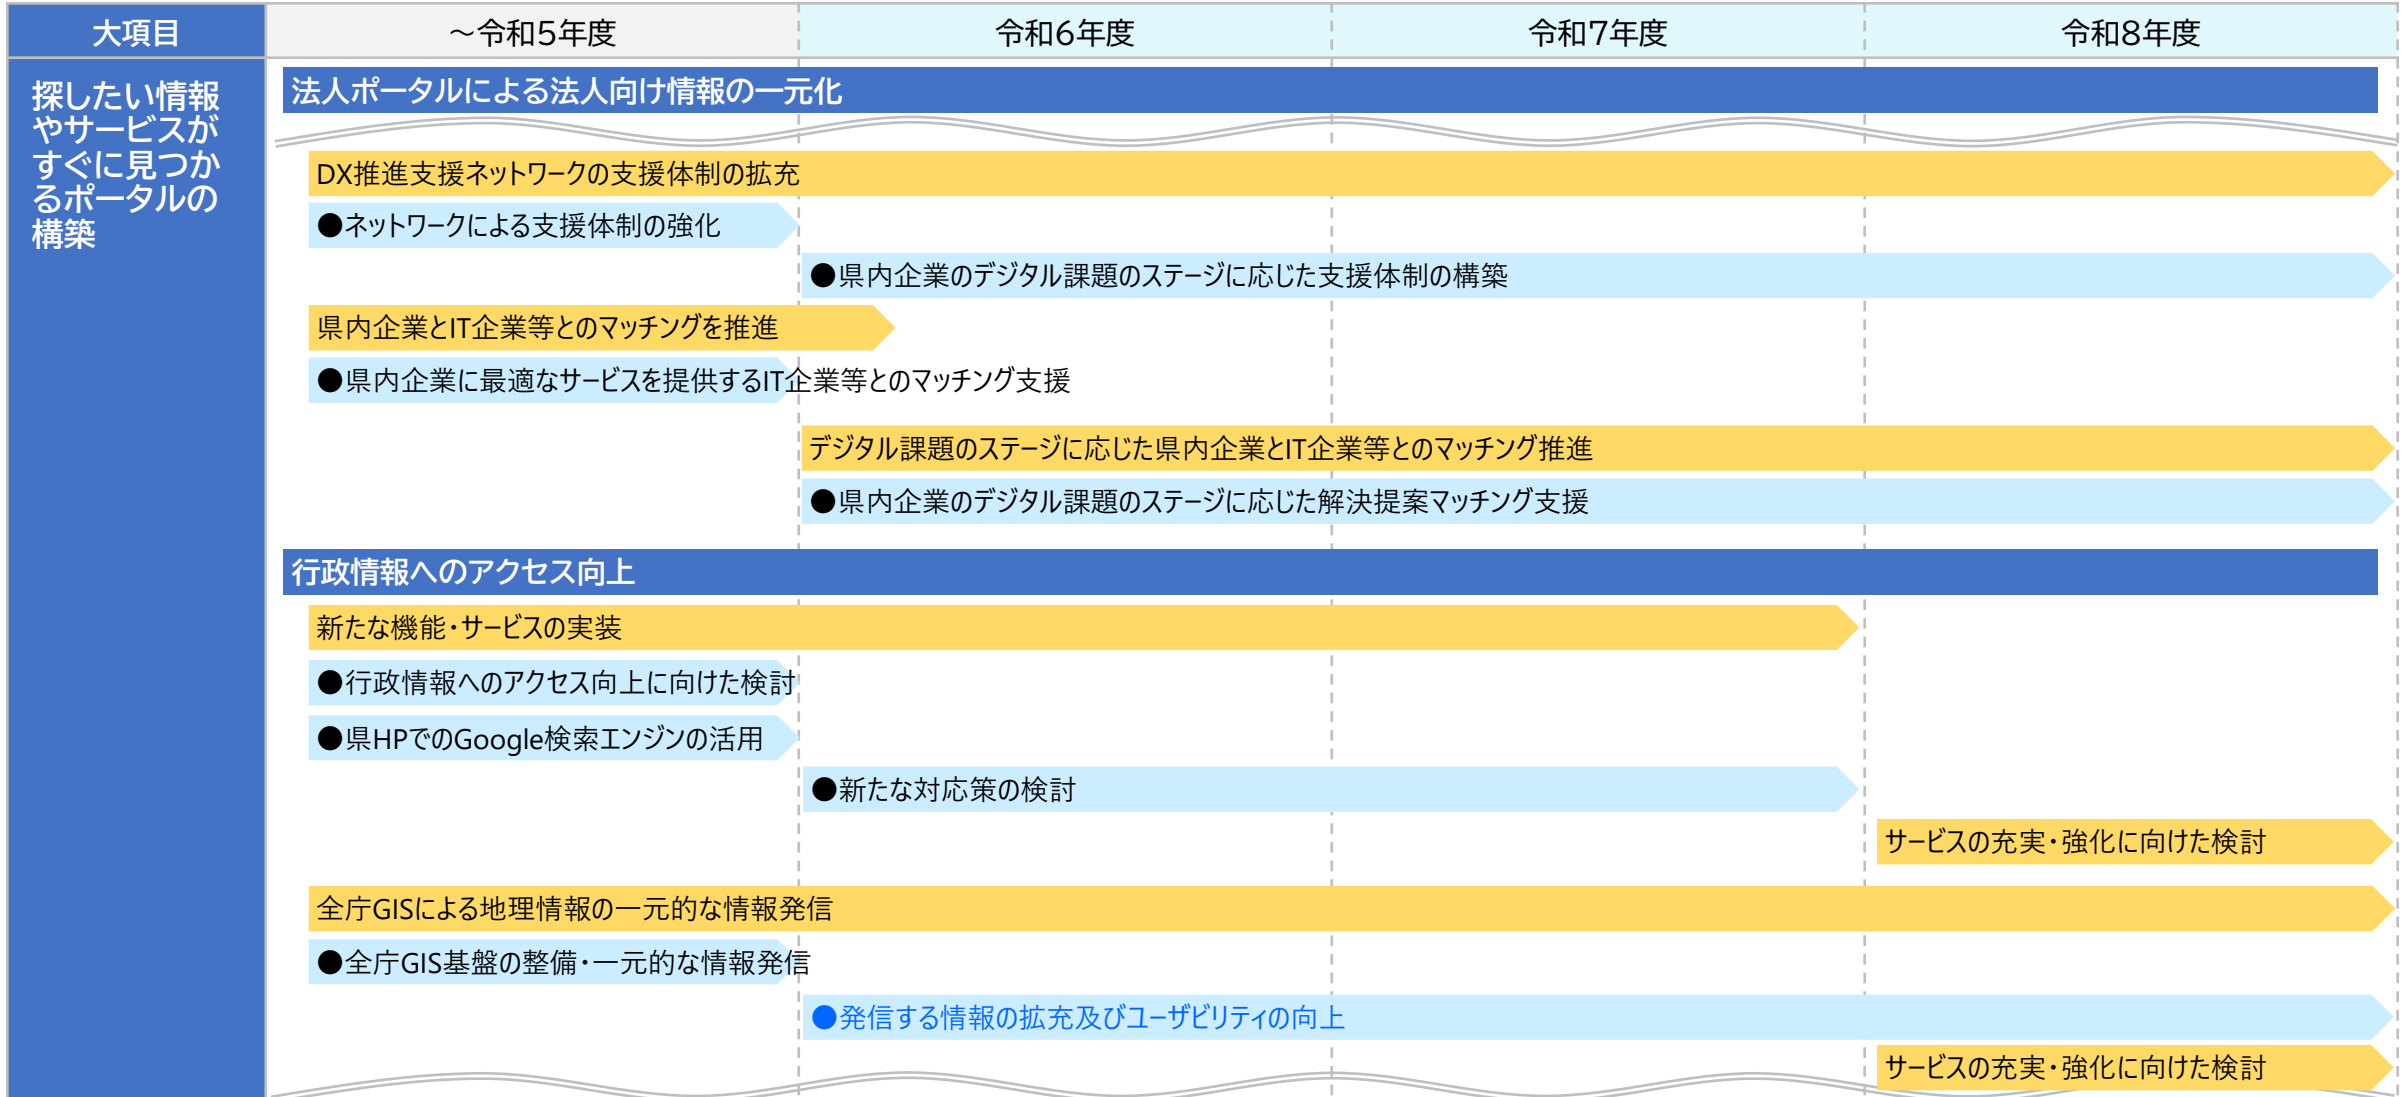 大項目
～令和5年度
令和6年度
令和7年度
令和8年度
探したい情報
やサービスが
すぐに見つか
るポータルの
構築
法人ポータルによる法人向け情報の一元化
DX推進支援ネットワークの支援体制の拡充
●ネットワークによる支援体制の強化
●県内企業のデジタル課題のステージに応じた支援体制の構築
県内企業とIT企業等とのマッチングを推進
●県内企業に最適なサービスを提供するIT企業等とのマッチング支援
デジタル課題のステージに応じた県内企業とIT企業等とのマッチング推進
●県内企業のデジタル課題のステージに応じた解決提案マッチング支援
行政情報へのアクセス向上
新たな機能・サービスの実装
●行政情報へのアクセス向上に向けた検討
●県HPでのGoogle検索エンジンの活用
●新たな対応策の検討
サービスの充実・強化に向けた検討
全庁GISによる地理情報の一元的な情報発信
●全庁GIS基盤の整備・一元的な情報発信
●発信する情報の拡充及びユーザビリティの向上
サービスの充実・強化に向けた検討